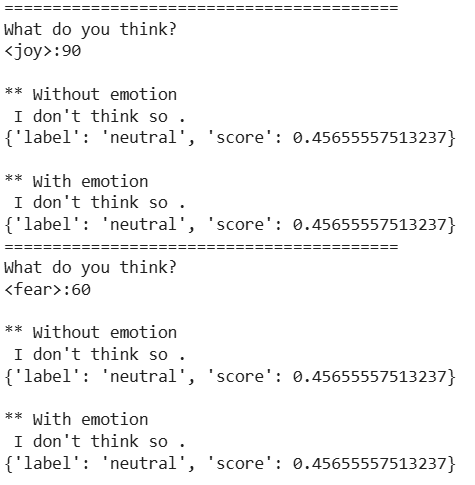 =========================================
What do you think?
<joy>:90
** Without emotion
I don't think so .
{'label': 'neutral', 'score': 0.45655557513237}
** With emotion
I don't think so .
{'label': 'neutral', 'score': 0.45655557513237}
=========================================
What do you think?
<fear>:60
** Without emotion
I don't think so .
{'label': 'neutral', 'score': 0.45655557513237}
** With emotion
I don't think so .
{'label': 'neutral', 'score': 0.45655557513237}